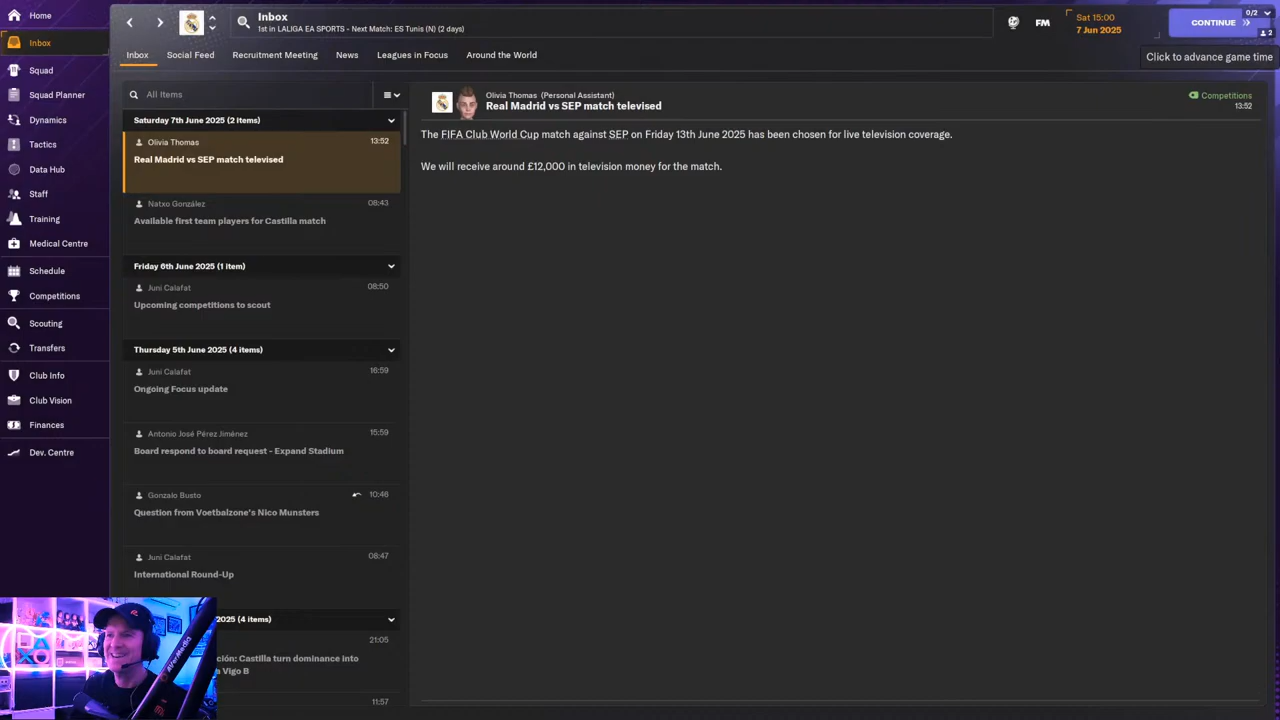 Home
Inbox
Squad
Squad Planner
Dynamics
Tactics
Data Hub
Staff
Training
Medical Centre
Schedule
Competitions
Scouting
Transfers
Club Info
Club Vision
Finances
Dev. Centre
Inbox
1st in LALIGA EA SPORTS - Next Match: ES Tunis (N) (2 days)
FM
Sat 15:00
7 Jun 2025
0/2
CONTINUE
2
Click to advance game time
Inbox
Social Feed
Recruitment Meeting
News
Leagues in Focus
Around the World
All Items
Saturday 7th June 2025 (2 items)
Olivia Thomas
13:52
Real Madrid vs SEP match televised
Natxo González
08:43
Available first team players for Castilla match
Friday 6th June 2025 (1 item)
Juni Calafat
08:50
Upcoming competitions to scout
Thursday 5th June 2025 (4 items)
Juni Calafat
16:59
Ongoing Focus update
Antonio José Pérez Jiménez
15:59
Board respond to board request - Expand Stadium
Gonzalo Busto
10:46
Question from Voetbalzone's Nico Munsters
Juni Calafat
08:47
International Round-Up
2025 (4 items)
21:05
ción: Castilla turn dominance into
a Vigo B
11:57
Olivia Thomas (Personal Assistant)
Real Madrid vs SEP match televised
Competitions
13:52
The FIFA Club World Cup match against SEP on Friday 13th June 2025 has been chosen for live television coverage.
We will receive around £12,000 in television money for the match.
AVerMedia